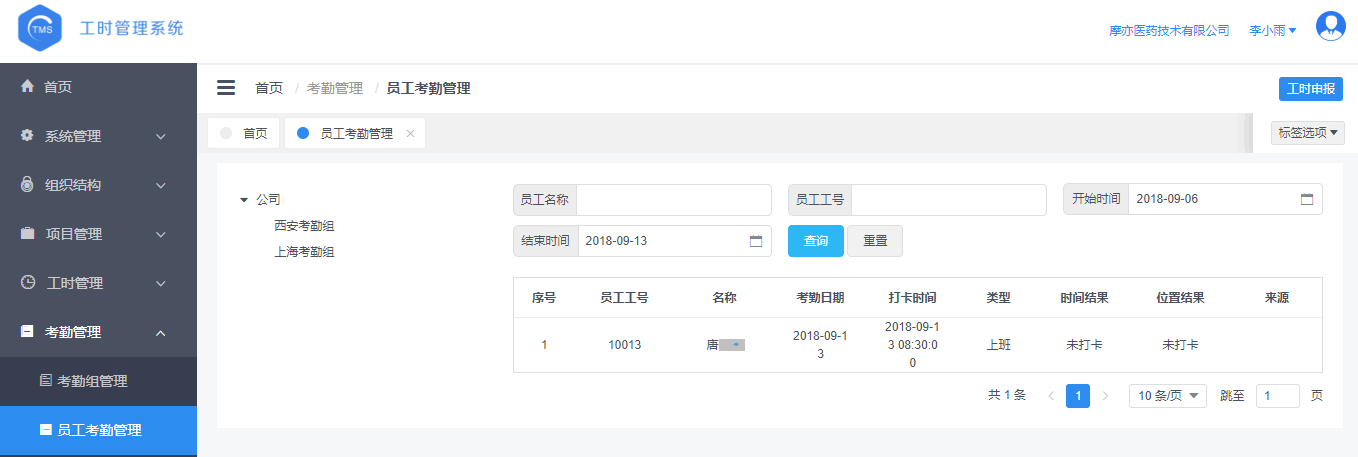 TMS 工时管理系统
摩亦医药技术有限公司 李小雨
首页
系统管理
组织结构
项目管理
工时管理
考勤管理
考勤组管理
员工考勤管理
首页 / 考勤管理 / 员工考勤管理
工时申报
首页 员工考勤管理 ×
标签选项
公司
西安考勤组
上海考勤组
员工名称 员工工号 开始时间 2018-09-06
结束时间 2018-09-13 查询 重置
序号 员工工号 名称 考勤日期 打卡时间 类型 时间结果 位置结果 来源
1 10013 唐 2018-09-1
3 2018-09-1
3 08:30:0
0 上班 未打卡 未打卡
共 1 条 < 1 > 10 条/页 跳至 1 页